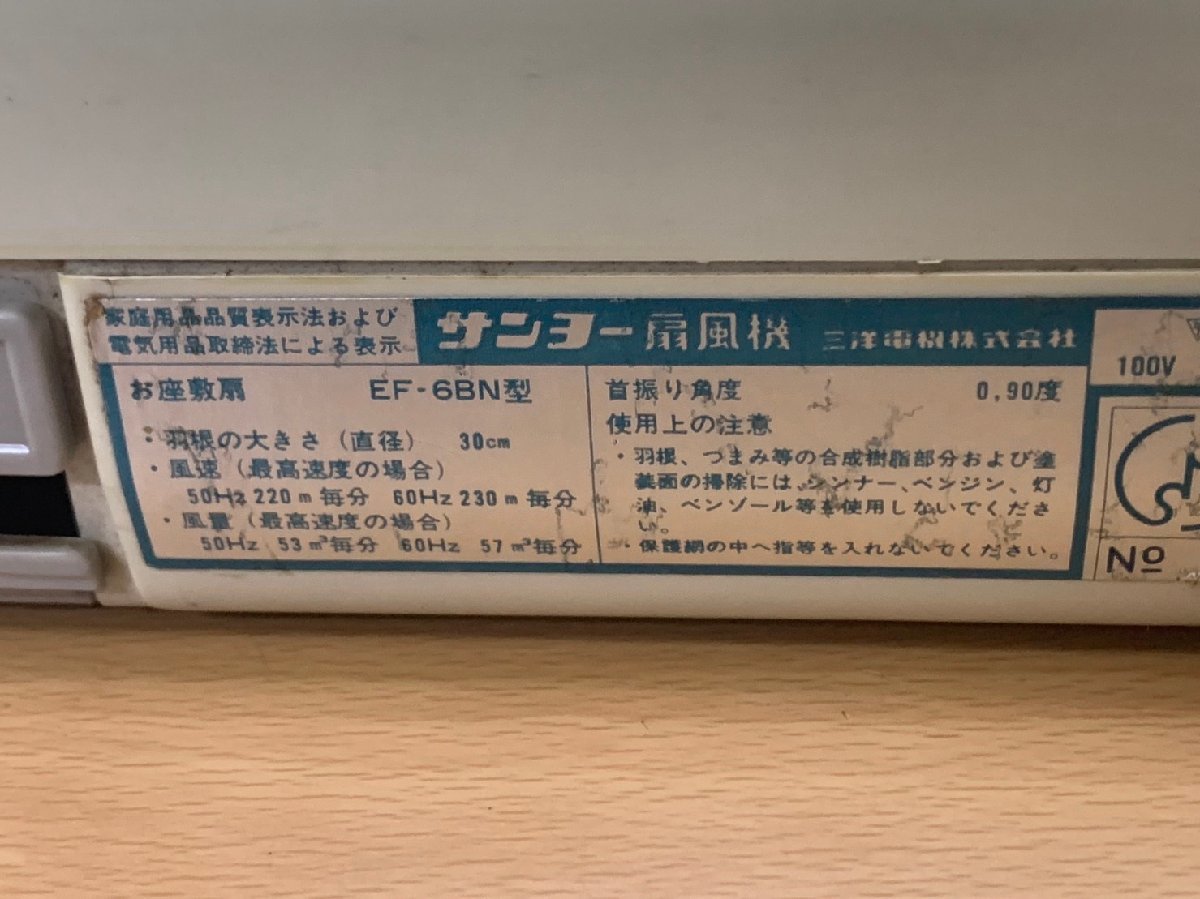 家庭用品品質表示法および
電気用品取締法による表示
サンヨー扇風機 三洋電機株式会社
お座敷扇 EF-6BN型
・羽根の大きさ（直径） 30cm
・風速（最高速度の場合）
50Hz 220m毎分 60Hz 230m毎分
・風量（最高速度の場合）
50Hz 53m³毎分 60Hz 57m³毎分
首振り角度 0,90度
使用上の注意
・羽根、つまみ等の合成樹脂部分および塗
装面の掃除には、シンナー、ベンジン、灯
油、ベンゾール等を使用しないでくださ
い。
・保護網の中へ指等を入れないでください。
100V
No